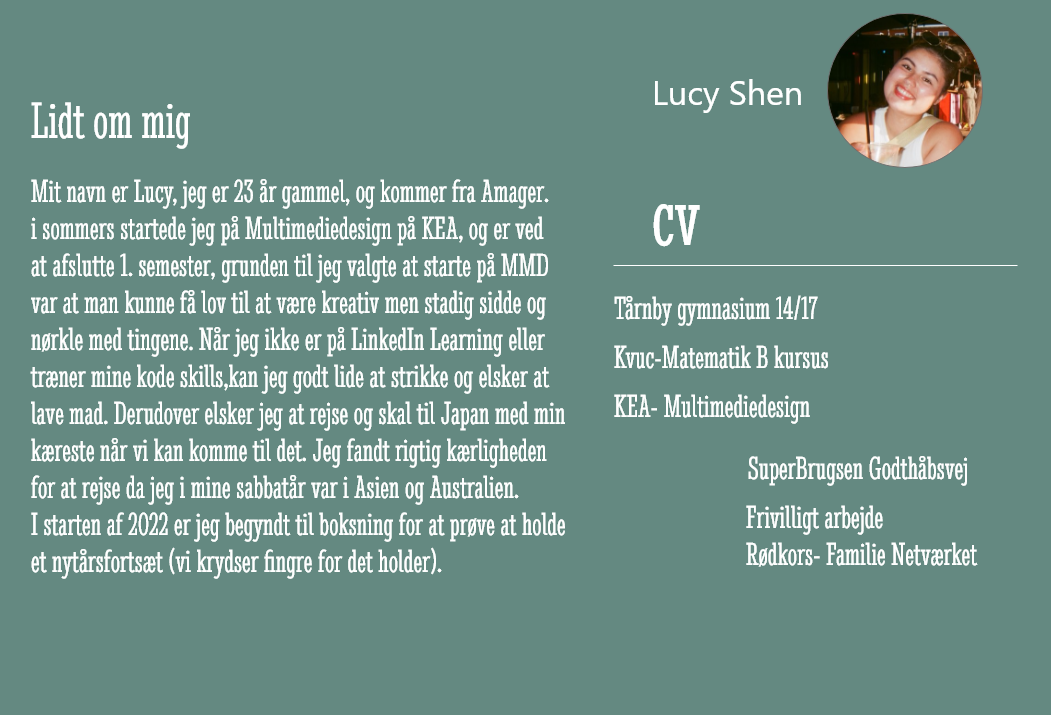 Lidt om mig
Mit navn er Lucy, jeg er 23 år gammel, og kommer fra Amager.
i sommers startede jeg på Multimediedesign på KEA, og er ved
at afslutte 1. semester, grunden til jeg valgte at starte på MMD
var at man kunne få lov til at være kreativ men stadig sidde og
nørkle med tingene. Når jeg ikke er på LinkedIn Learning eller
træner mine kode skills,kan jeg godt lide at strikke og elsker at
lave mad. Derudover elsker jeg at rejse og skal til Japan med min
kæreste når vi kan komme til det. Jeg fandt rigtig kærligheden
for at rejse da jeg i mine sabbatår var i Asien og Australien.
I starten af 2022 er jeg begyndt til boksning for at prøve at holde
et nytårsfortsæt (vi krydser fingre for det holder).
Lucy Shen
CV
Tårnby gymnasium 14/17
Kvuc-Matematik B kursus
KEA- Multimediedesign
SuperBrugsen Godthåbsvej
Frivilligt arbejde
Rødkors- Familie Netværket